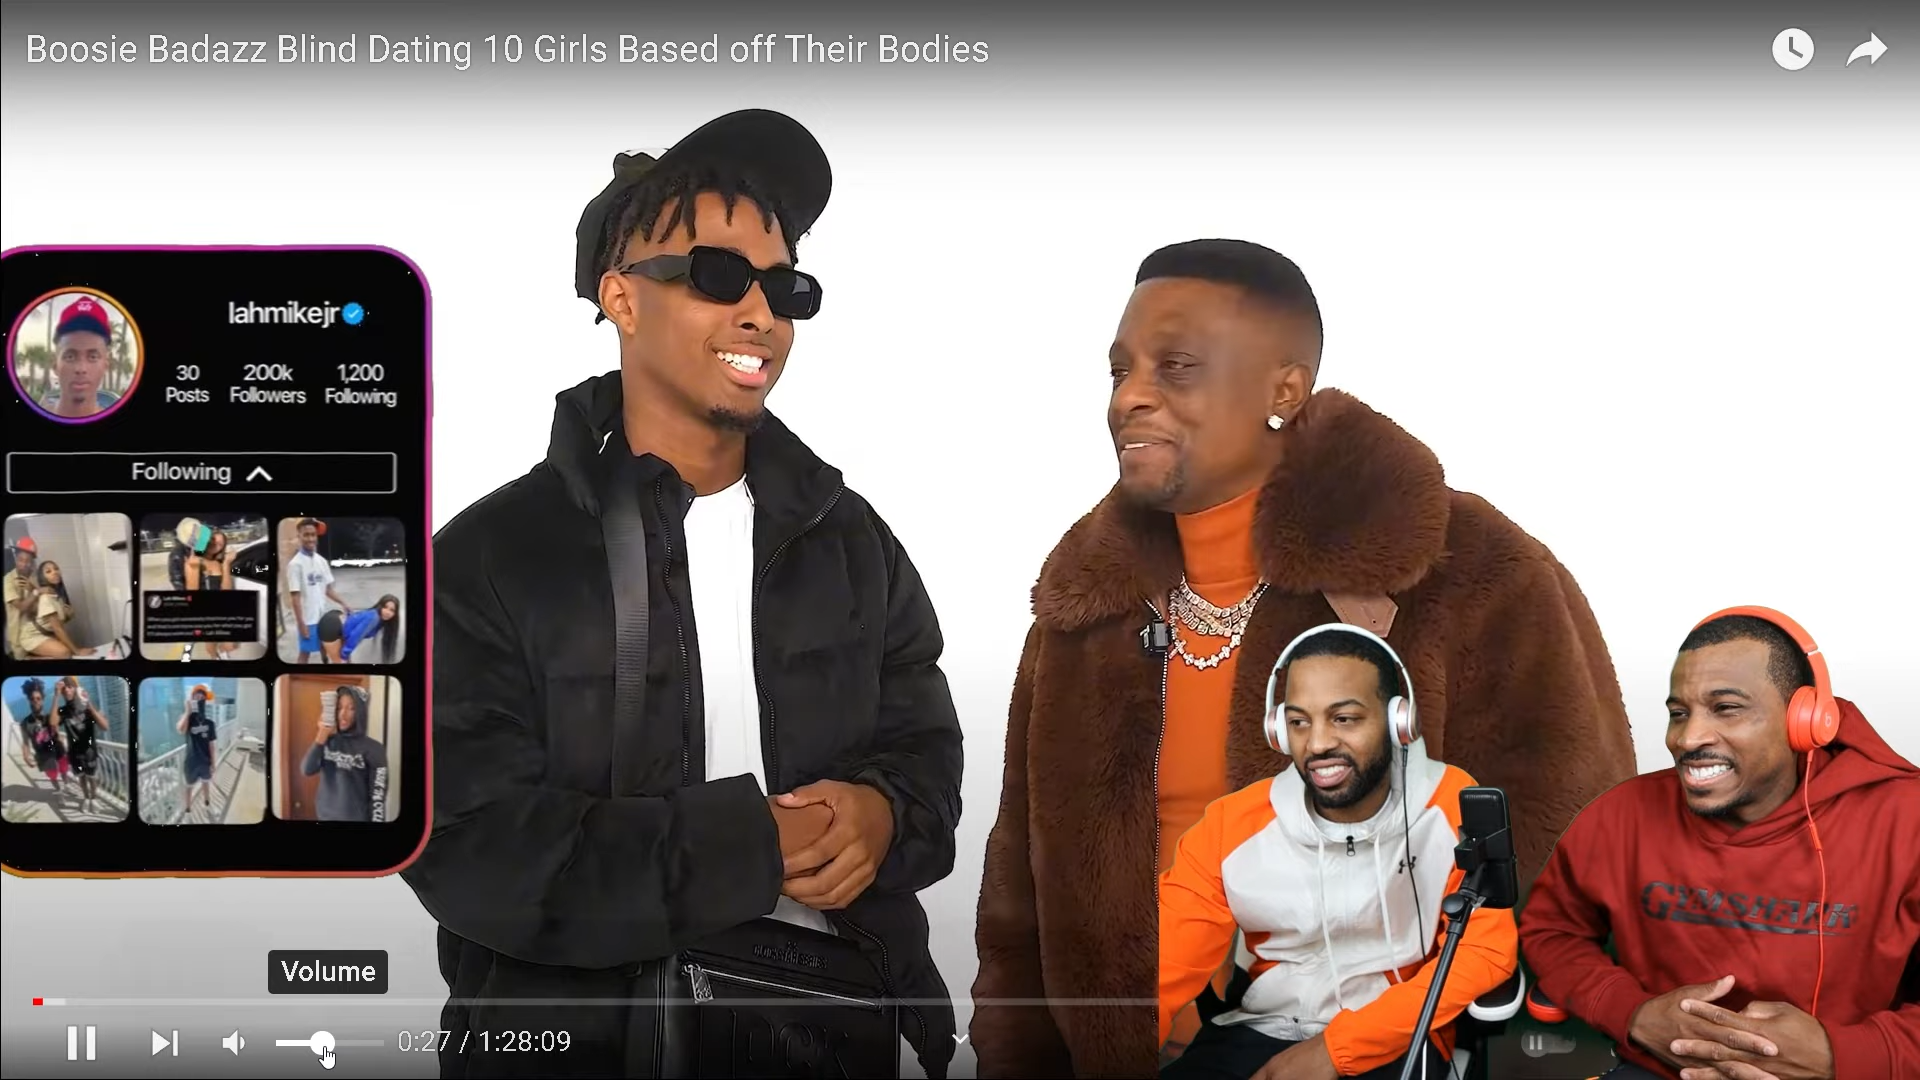 Boosie Badazz Blind Dating 10 Girls Based off Their Bodies
lahmikejr
30 200k 1,200
Posts Followers Following
Following
GYMSHARK
Volume
0:27 / 1:28:09